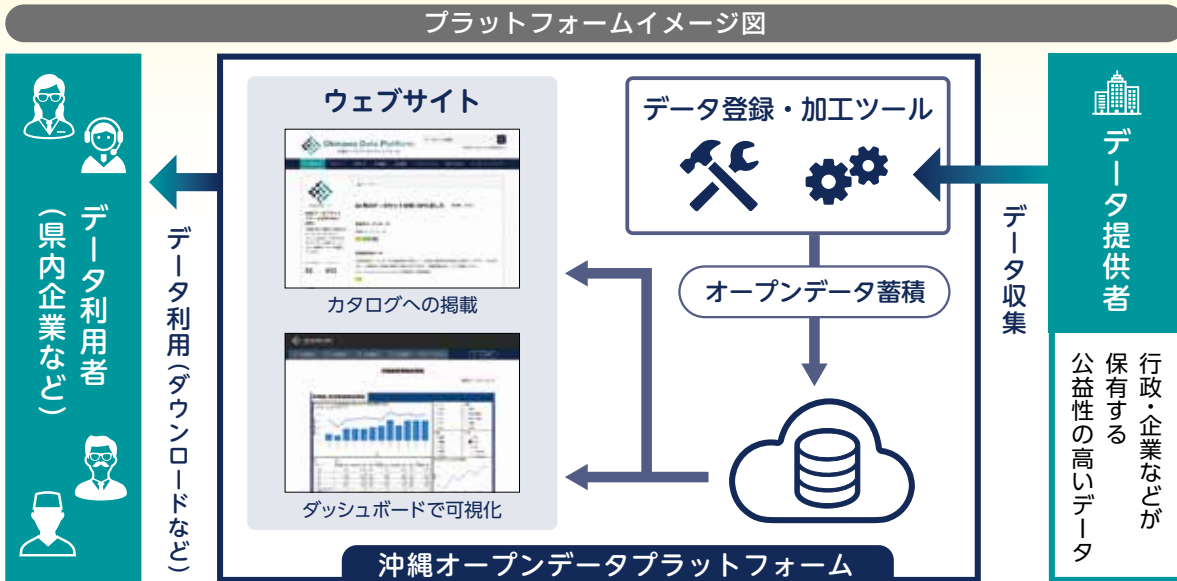 プラットフォームイメージ図
データ利用者
（県内企業など）
データ利用（ダウンロードなど）
ウェブサイト
Okinawa Data Platform
カタログへの掲載
ダッシュボードで可視化
データ登録・加工ツール
オープンデータ蓄積
データ収集
データ提供者
行政・企業などが
保有する
公益性の高いデータ
沖縄オープンデータプラットフォーム